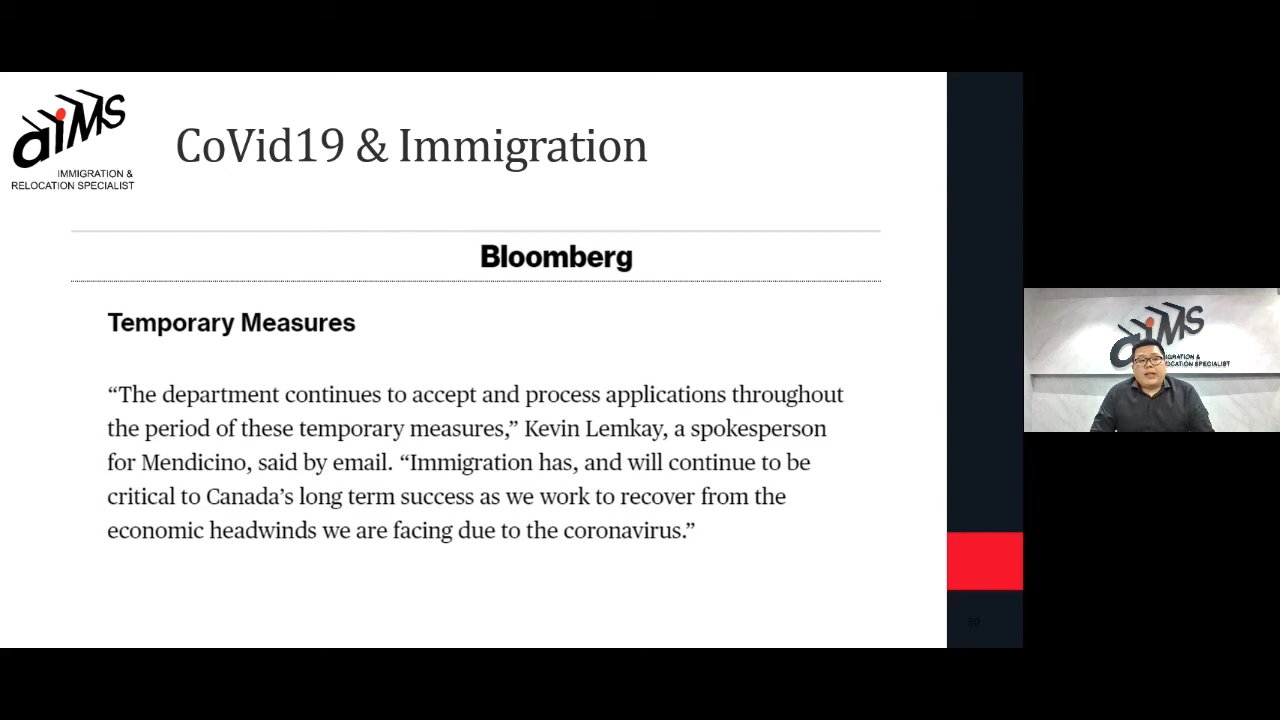 aiMS
IMMIGRATION &
RELOCATION SPECIALIST
CoVid19 & Immigration
Bloomberg
Temporary Measures
“The department continues to accept and process applications throughout
the period of these temporary measures,” Kevin Lemkay, a spokesperson
for Mendicino, said by email. “Immigration has, and will continue to be
critical to Canada’s long term success as we work to recover from the
economic headwinds we are facing due to the coronavirus.”
30
aiMS